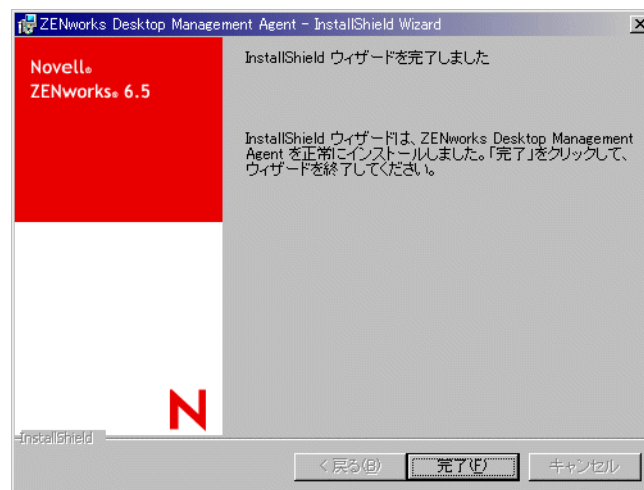 ZENworks Desktop Management Agent - InstallShield Wizard
Novell®
ZENworks® 6.5
InstallShield ウィザードを完了しました
InstallShield ウィザードは、ZENworks Desktop Management
Agent を正常にインストールしました。「完了」をクリックして、
ウィザードを終了してください。
N
InstallShield
< 戻る(B)
完了(F)
キャンセル